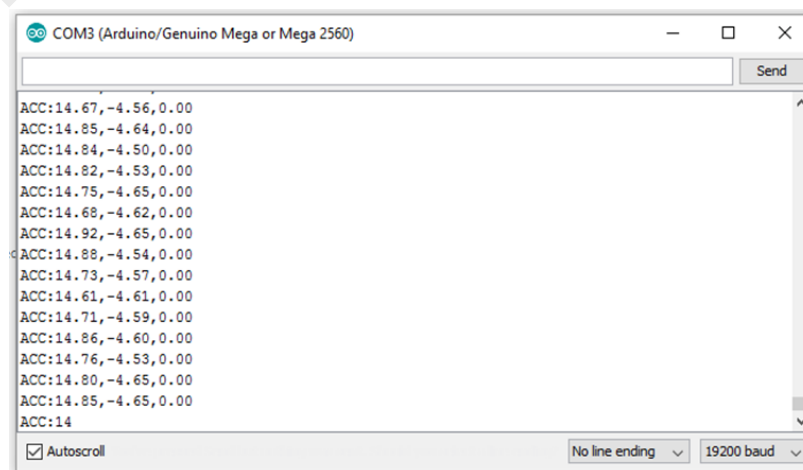 COM3 (Arduino/Genuino Mega or Mega 2560)
Send
ACC:14.67,-4.56,0.00
ACC:14.85,-4.64,0.00
ACC:14.84,-4.50,0.00
ACC:14.82,-4.53,0.00
ACC:14.75,-4.65,0.00
ACC:14.68,-4.62,0.00
ACC:14.92,-4.65,0.00
ACC:14.88,-4.54,0.00
ACC:14.73,-4.57,0.00
ACC:14.61,-4.61,0.00
ACC:14.71,-4.59,0.00
ACC:14.86,-4.60,0.00
ACC:14.76,-4.53,0.00
ACC:14.80,-4.65,0.00
ACC:14.85,-4.65,0.00
ACC:14
Autoscroll No line ending 19200 baud